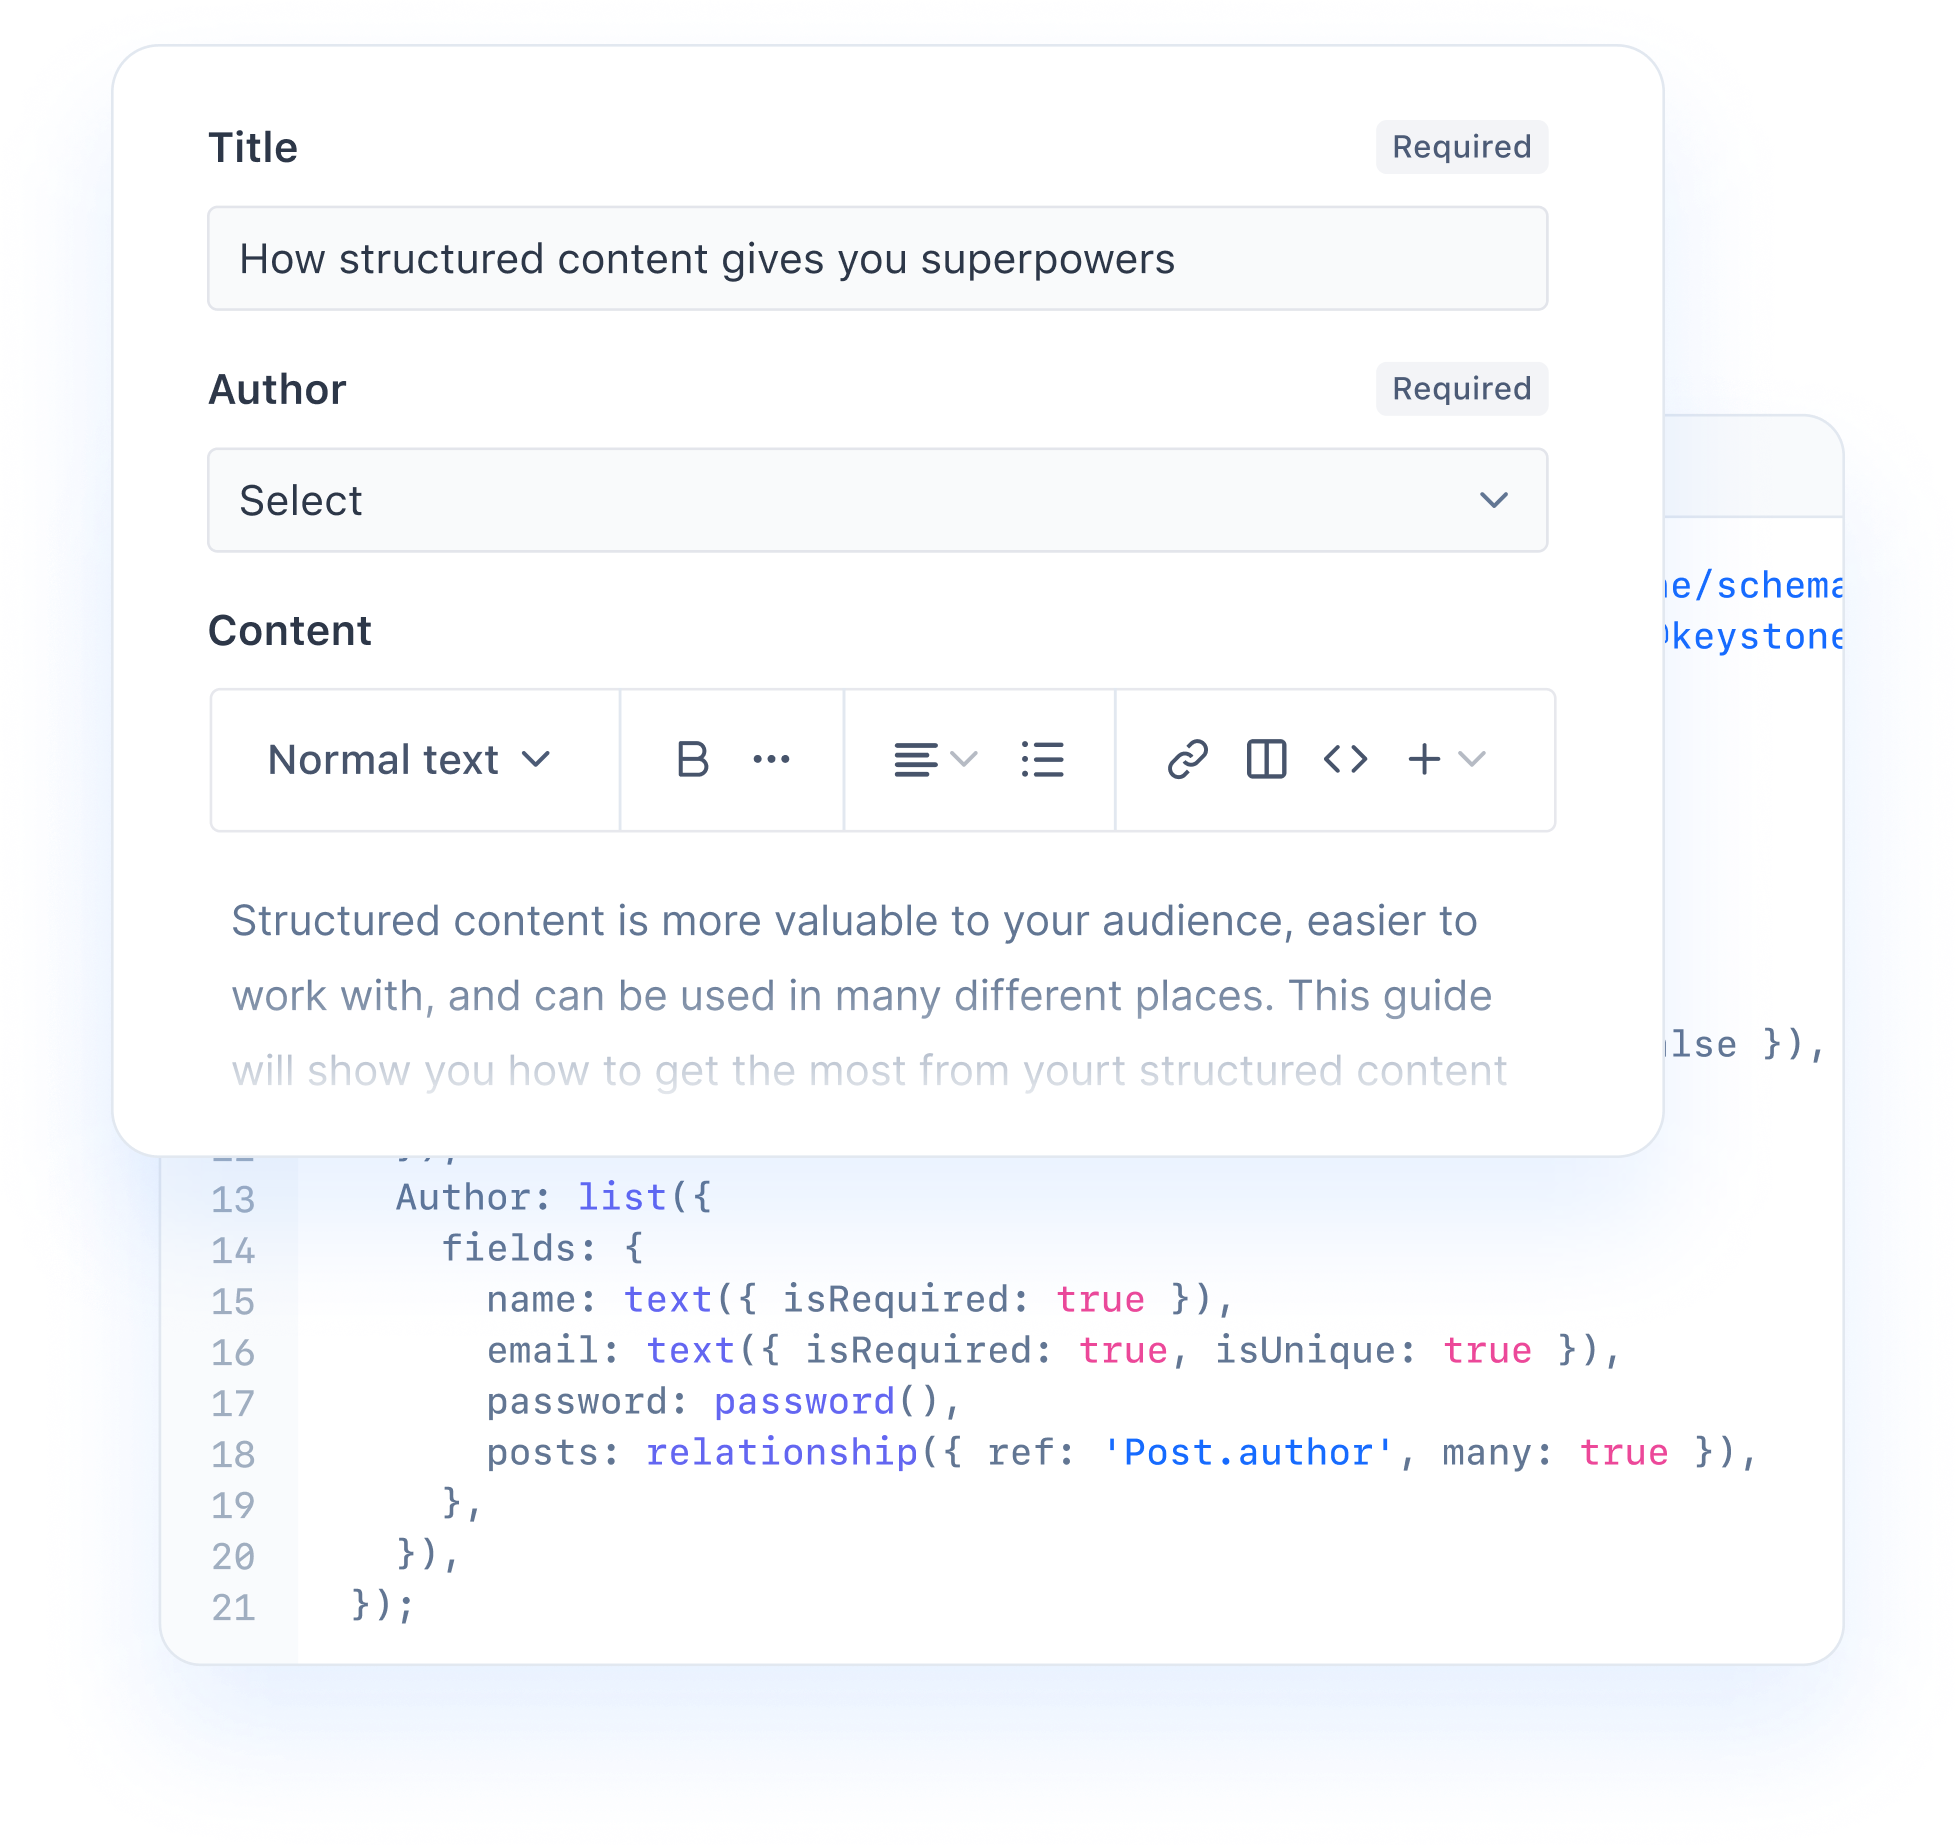 Title
Required
How structured content gives you superpowers
Author
Required
Select
Content
Normal text
B
Structured content is more valuable to your audience, easier to
work with, and can be used in many different places. This guide
will show you how to get the most from yourt structured content
/schema
keystone
}),
13 Author: list({
14 fields: {
15 name: text({ isRequired: true }),
16 email: text({ isRequired: true, isUnique: true }),
17 password: password(),
18 posts: relationship({ ref: 'Post.author', many: true }),
19 },
20 }),
21 });